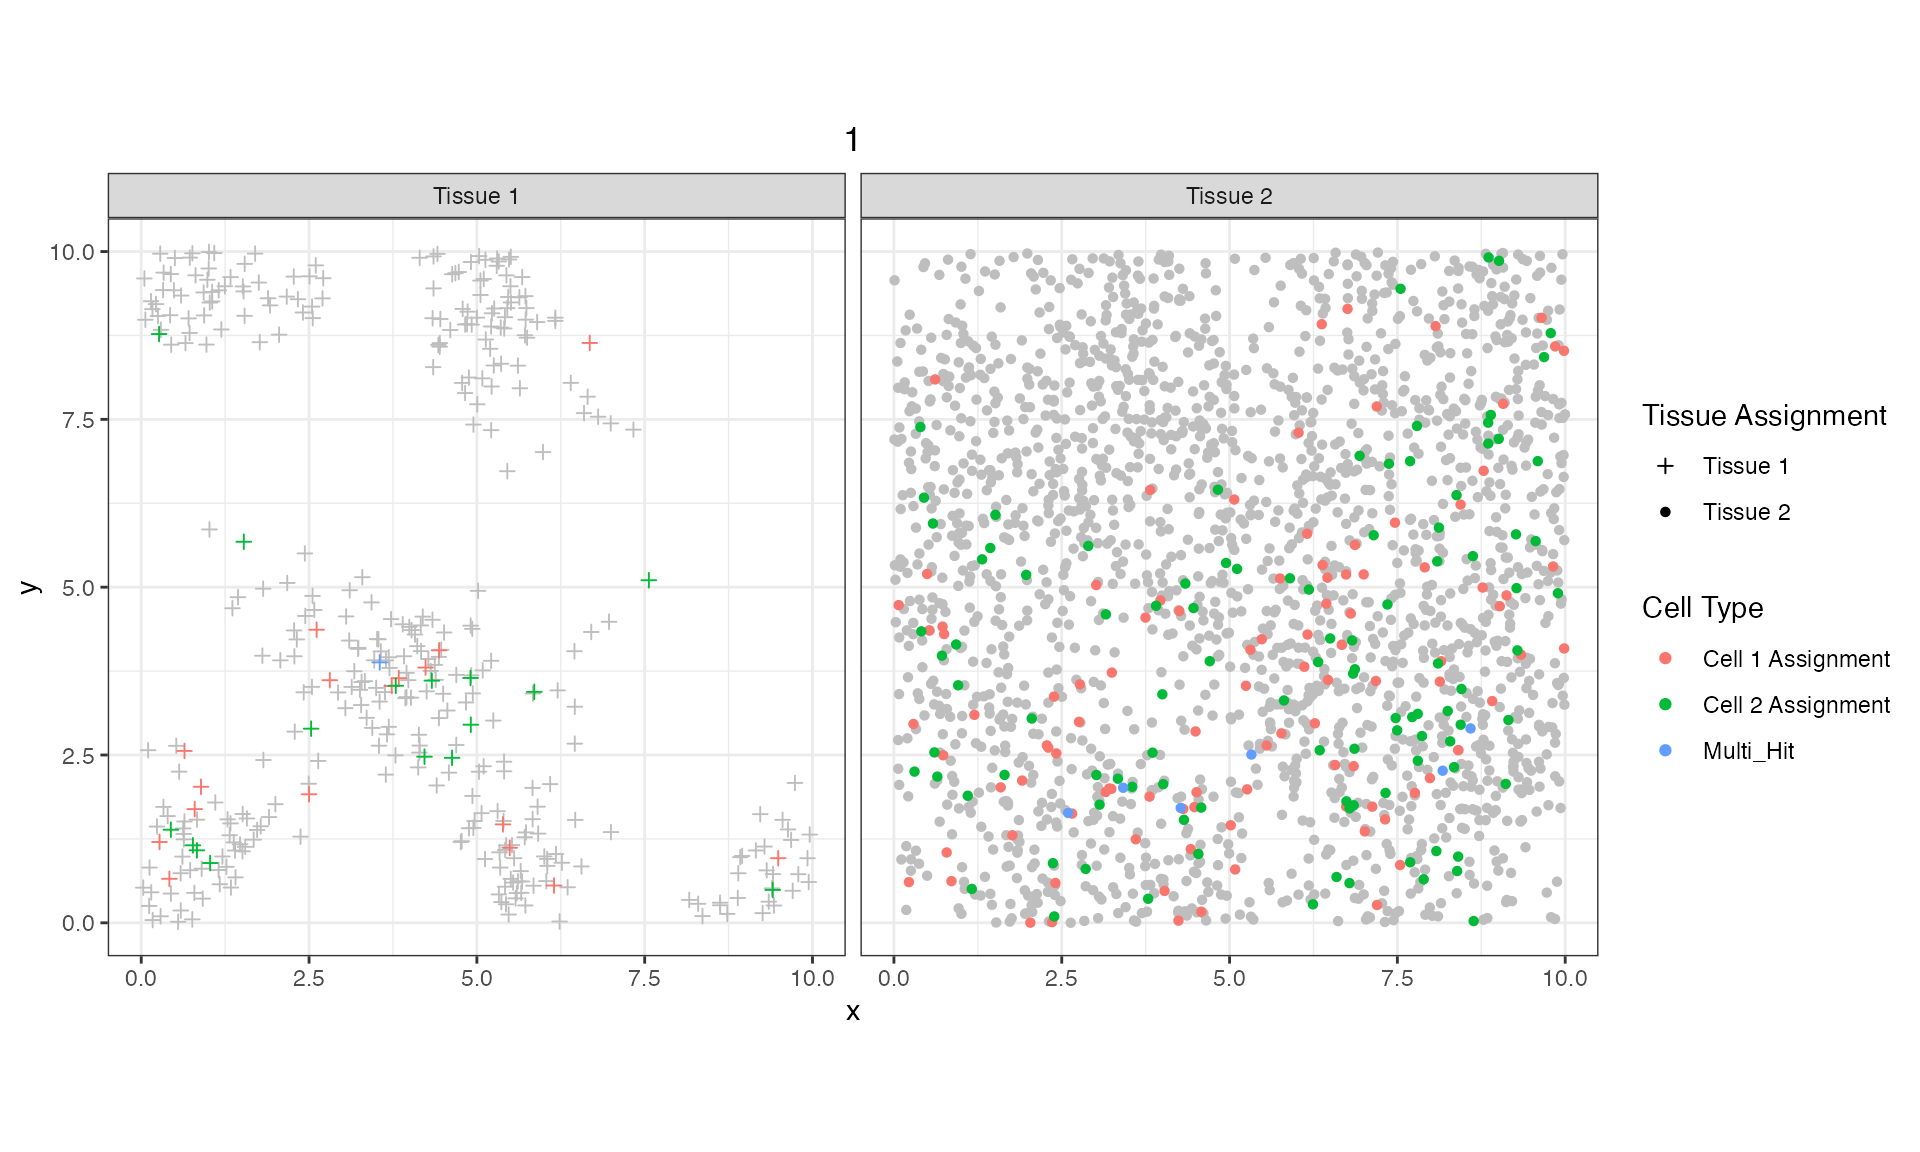 1
Tissue 1
Tissue 2
10.0
7.5
5.0
2.5
0.0
y
0.0 2.5 5.0 7.5 10.0
0.0 2.5 5.0 7.5 10.0
x
Tissue Assignment
Tissue 1
Tissue 2
Cell Type
Cell 1 Assignment
Cell 2 Assignment
Multi_Hit